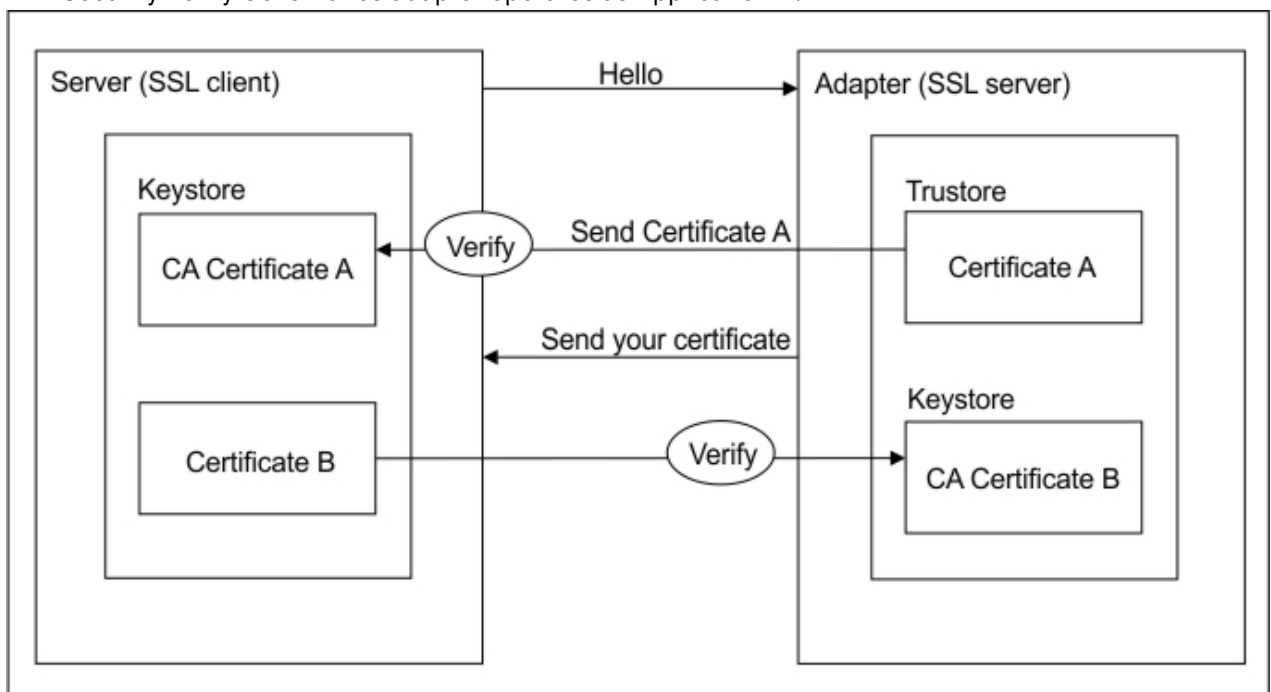 Server (SSL client)
Hello
Adapter (SSL server)
Keystore
Trustore
CA Certificate A
Verify
Send Certificate A
Certificate A
Send your certificate
Keystore
Certificate B
Verify
CA Certificate B